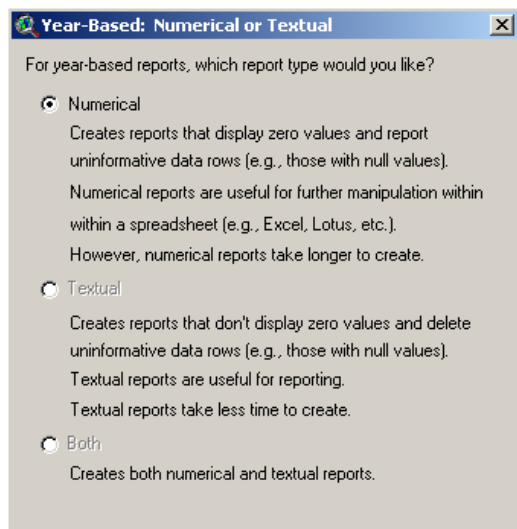 Year-Based:  Numerical or Textual
For year-based reports, which report type would you like?
Numerical
Creates reports that display zero values and report
uninformative data rows (e.g., those with null values).
Numerical reports are useful for further manipulation within
within a spreadsheet (e.g., Excel, Lotus, etc.).
However, numerical reports take longer to create.
Textual
Creates reports that don't display zero values and delete
uninformative data rows (e.g., those with null values).
Textual reports are useful for reporting.
Textual reports take less time to create.
Both
Creates both numerical and textual reports.